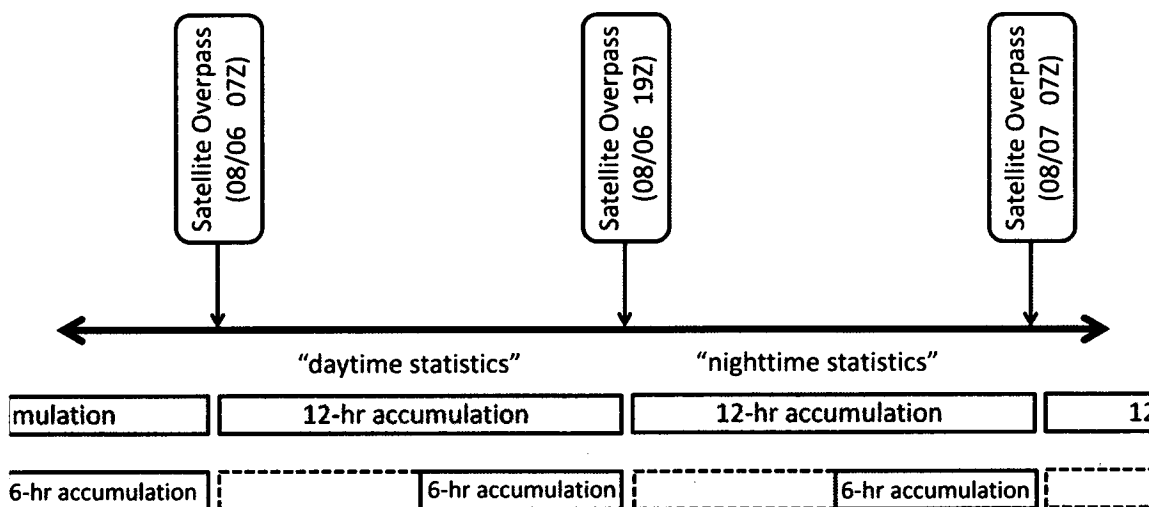 Satellite Overpass
(08/06 07Z)
Satellite Overpass
(08/06 19Z)
Satellite Overpass
(08/07 07Z)
“daytime statistics”
“nighttime statistics”
mulation
12-hr accumulation
12-hr accumulation
12
6-hr accumulation
6-hr accumulation
6-hr accumulation